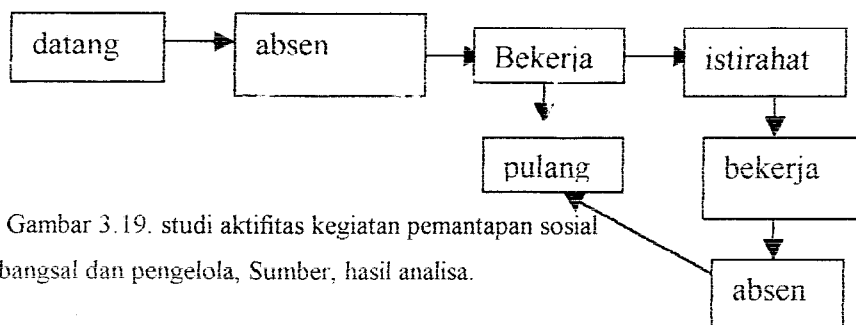 datang
absen
Bekerja
istirahat
pulang
bekerja
Gambar 3.19. studi aktifitas kegiatan pemantapan sosial
bangsal dan pengelola, Sumber, hasil analisa.
absen